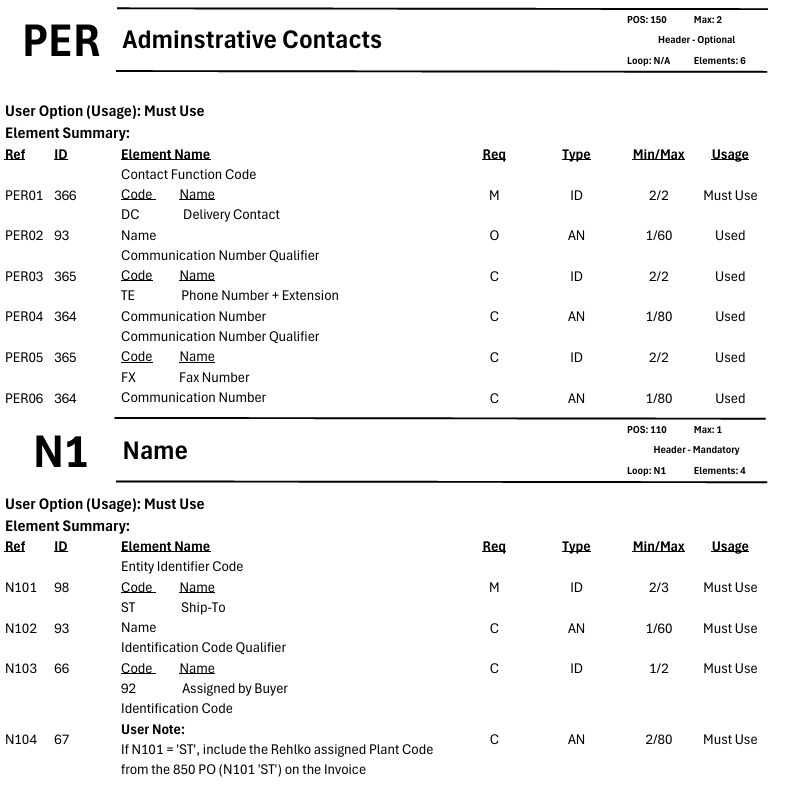 PER Adminstrative Contacts
POS: 150 Max: 2
Header - Optional
Loop: N/A Elements: 6
User Option (Usage): Must Use
Element Summary:
Ref ID Element Name Req Type Min/Max Usage
Contact Function Code
PER01 366 Code Name M ID 2/2 Must Use
DC Delivery Contact
PER02 93 Name O AN 1/60 Used
Communication Number Qualifier
PER03 365 Code Name C ID 2/2 Used
TE Phone Number + Extension
PER04 364 Communication Number C AN 1/80 Used
Communication Number Qualifier
PER05 365 Code Name C ID 2/2 Used
FX Fax Number
PER06 364 Communication Number C AN 1/80 Used
N1 Name
POS: 110 Max: 1
Header - Mandatory
Loop: N1 Elements: 4
User Option (Usage): Must Use
Element Summary:
Ref ID Element Name Req Type Min/Max Usage
Entity Identifier Code
N101 98 Code Name M ID 2/3 Must Use
ST Ship-To
N102 93 Name C AN 1/60 Must Use
Identification Code Qualifier
N103 66 Code Name C ID 1/2 Must Use
92 Assigned by Buyer
Identification Code
User Note:
N104 67 C AN 2/80 Must Use
If N101 = 'ST', include the Rehlko assigned Plant Code
from the 850 PO (N101 'ST') on the Invoice